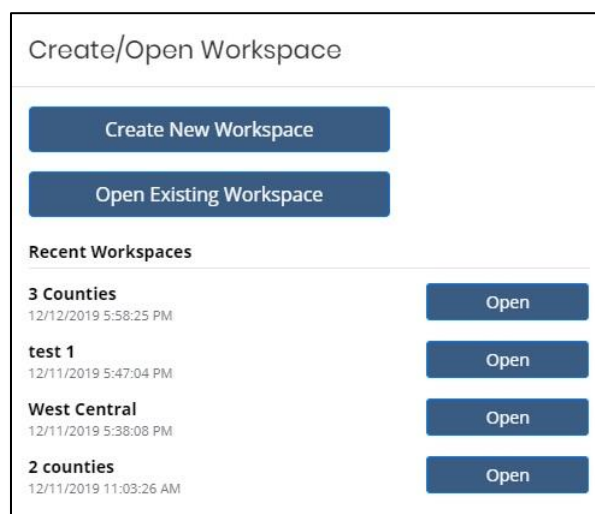 Create/Open Workspace
Create New Workspace
Open Existing Workspace
Recent Workspaces
3 Counties
12/12/2019 5:58:25 PM
Open
test 1
12/11/2019 5:47:04 PM
Open
West Central
12/11/2019 5:38:08 PM
Open
2 counties
12/11/2019 11:03:26 AM
Open